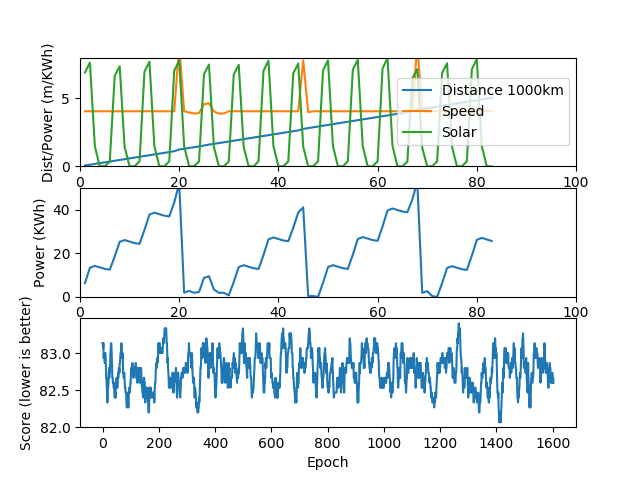 Dist/Power (m/KWh)
5
0
Distance 1000km
Speed
Solar
0 20 40 60 80 100
Power (KWh)
40
20
0
0 20 40 60 80 100
Score (lower is better)
83.0
82.5
82.0
0 200 400 600 800 1000 1200 1400 1600
Epoch